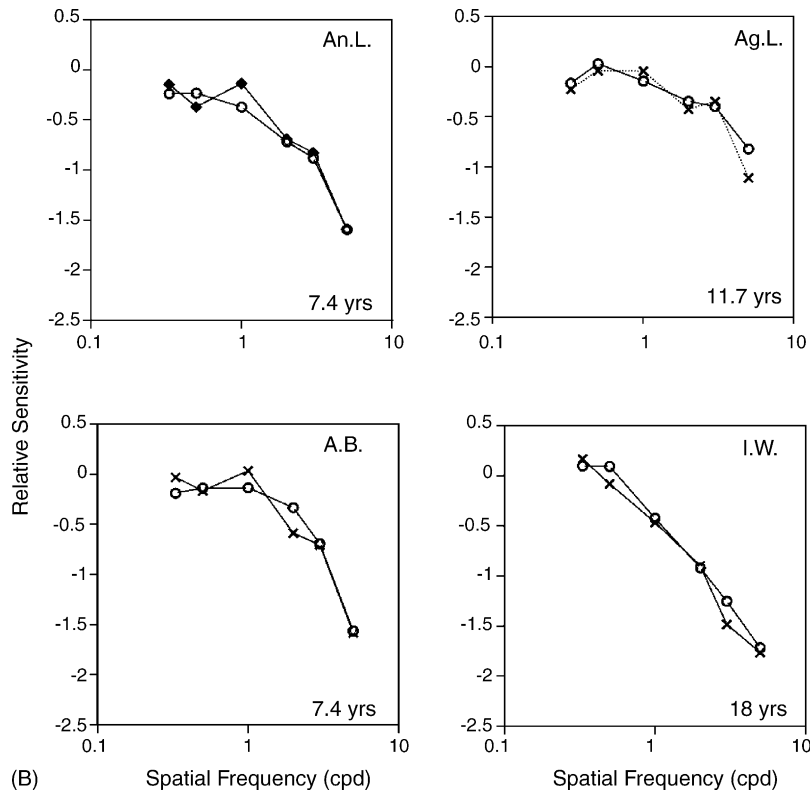 An.L.
0.5
0
-0.5
-1
-1.5
-2
-2.5
7.4 yrs
0.1 1 10
Ag.L.
0.5
0
-0.5
-1
-1.5
-2
-2.5
11.7 yrs
0.1 1 10
Relative Sensitivity
A.B.
0.5
0
-0.5
-1
-1.5
-2
-2.5
7.4 yrs
0.1 1 10
I.W.
0.5
0
-0.5
-1
-1.5
-2
-2.5
18 yrs
0.1 1 10
(B) Spatial Frequency (cpd) Spatial Frequency (cpd)